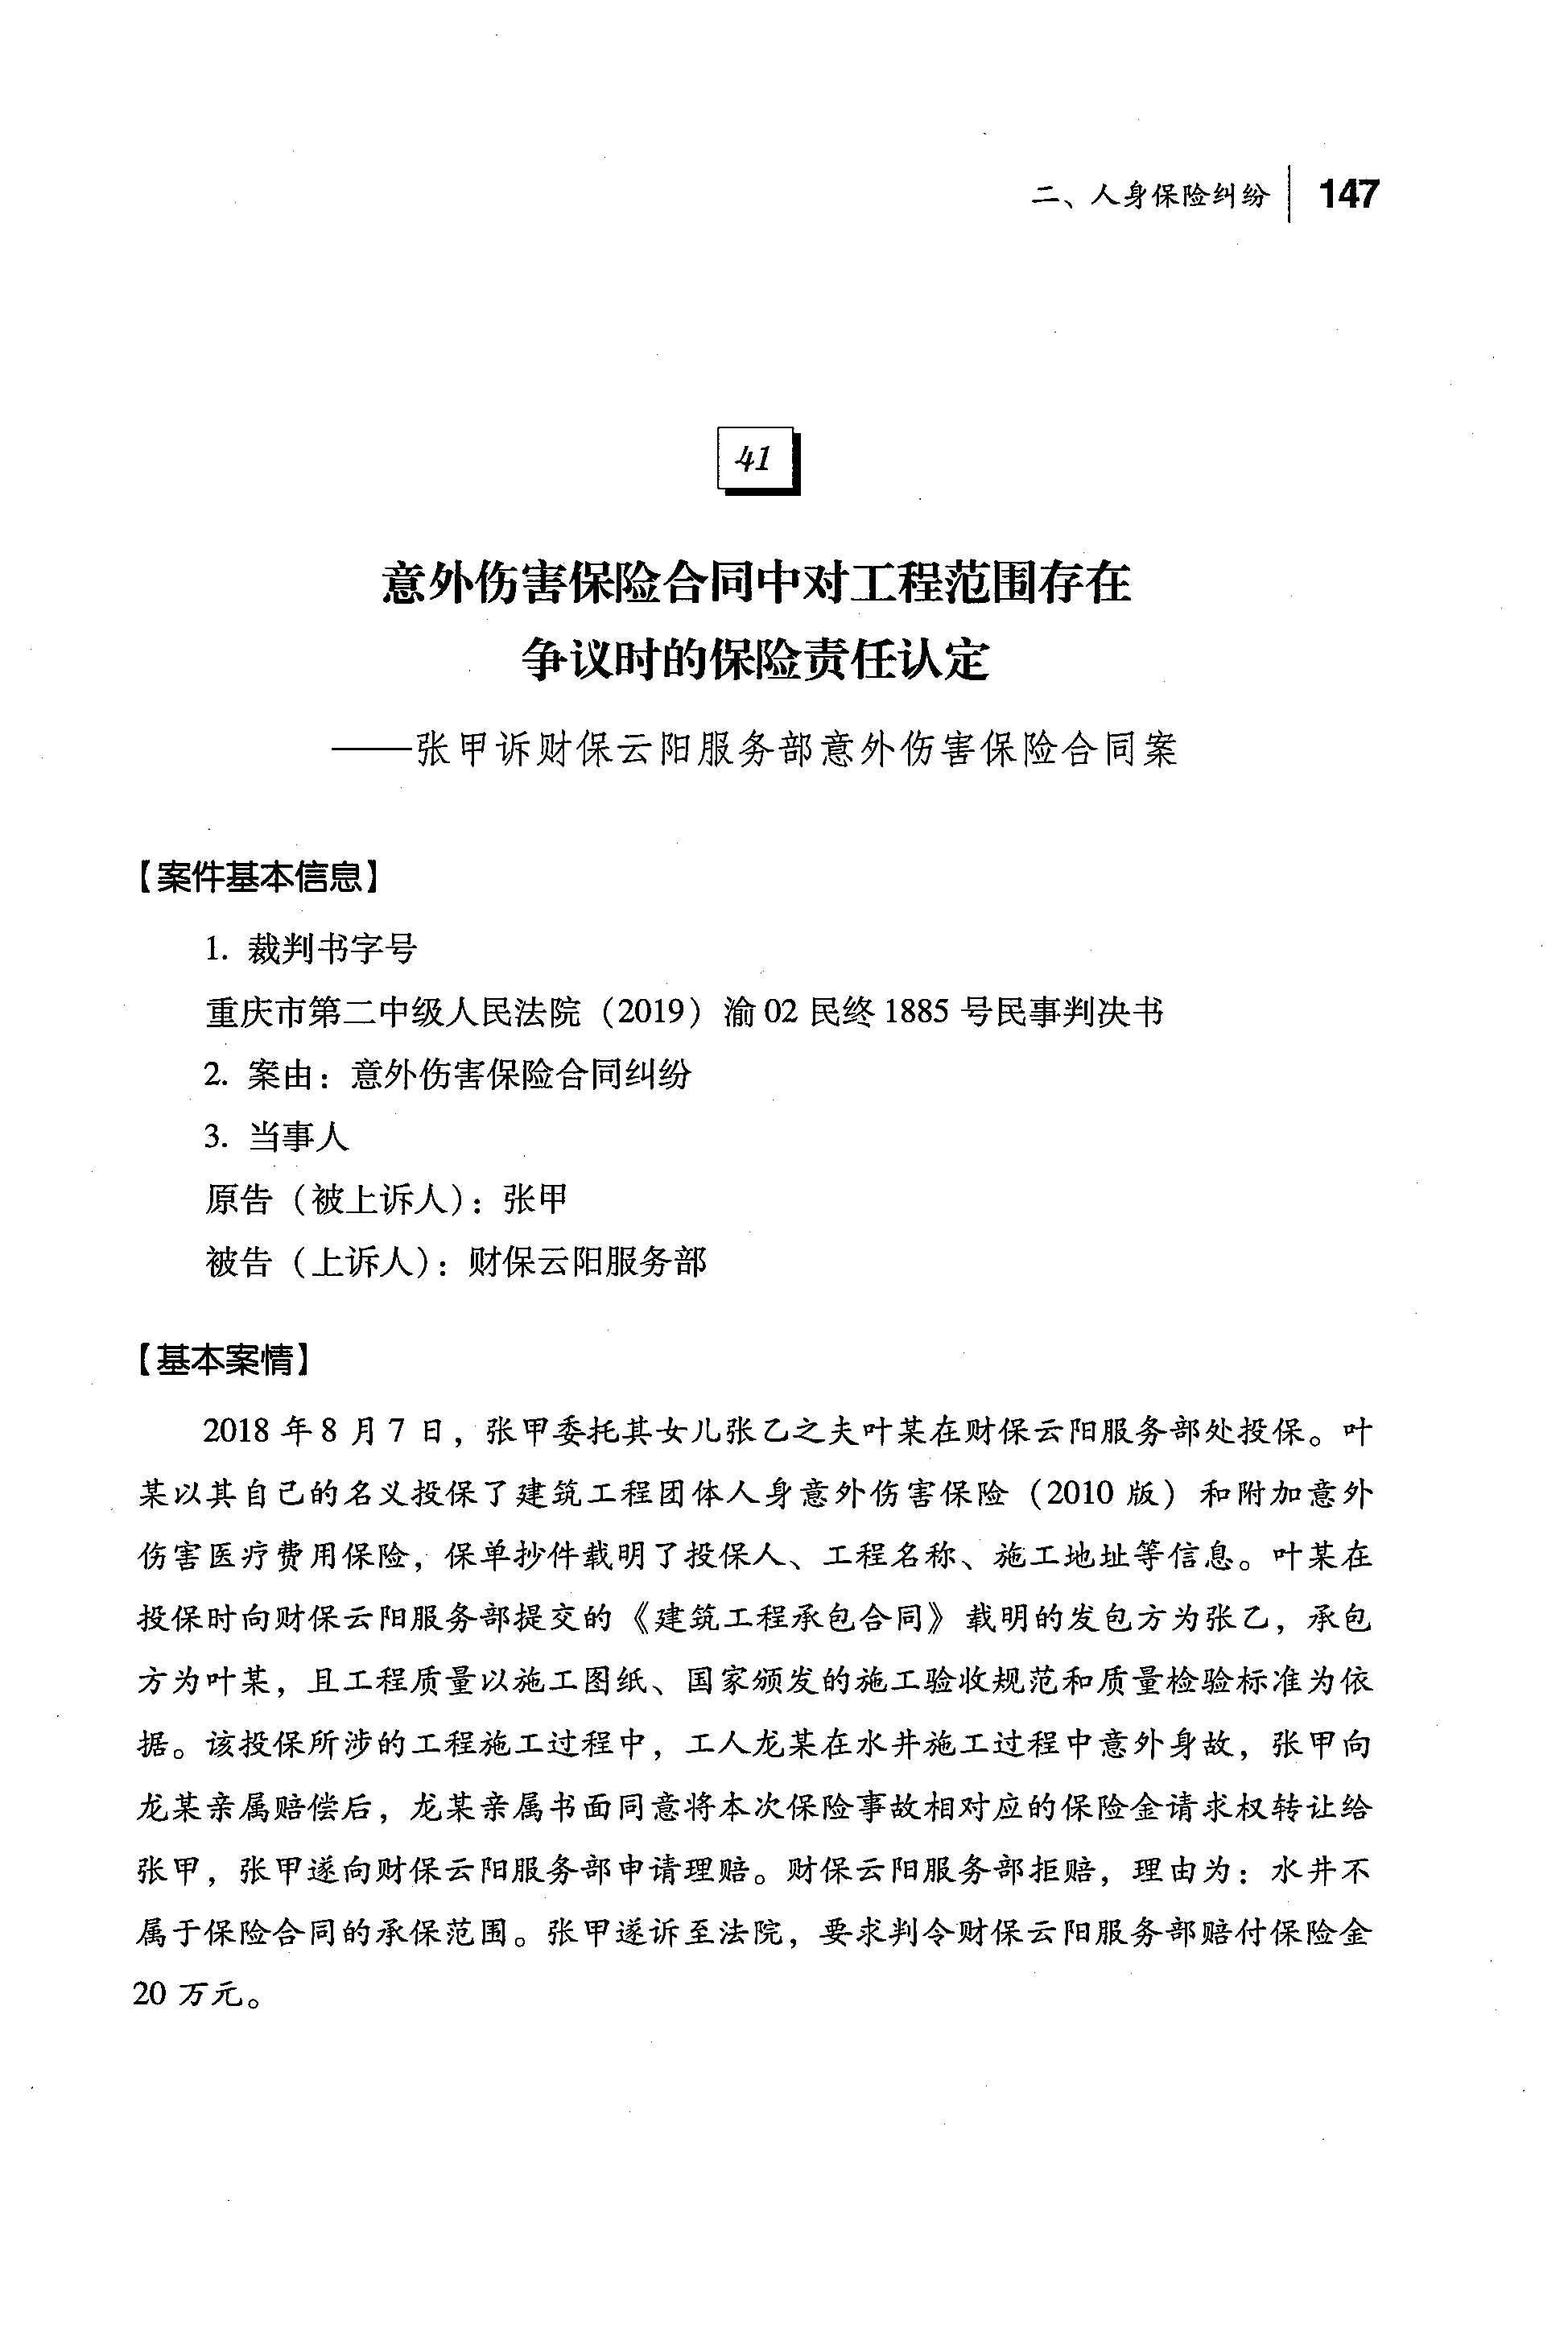 二、人身保险纠纷 147
41
意外伤害保险合同中对工程范围存在
争议时的保险责任认定
——张甲诉财保云阳服务部意外伤害保险合同案
【案件基本信息】
1. 裁判书字号
重庆市第二中级人民法院（2019）渝02民终1885号民事判决书
2. 案由：意外伤害保险合同纠纷
3. 当事人
原告（被上诉人）：张甲
被告（上诉人）：财保云阳服务部
【基本案情】
2018年8月7日，张甲委托其女儿张乙之夫叶某在财保云阳服务部处投保。叶
某以其自己的名义投保了建筑工程团体人身意外伤害保险（2010版）和附加意外
伤害医疗费用保险，保单抄件载明了投保人、工程名称、施工地址等信息。叶某在
投保时向财保云阳服务部提交的《建筑工程承包合同》载明的发包方为张乙，承包
方为叶某，且工程质量以施工图纸、国家颁发的施工验收规范和质量检验标准为依
据。该投保所涉的工程施工过程中，工人龙某在水井施工过程中意外身故，张甲向
龙某亲属赔偿后，龙某亲属书面同意将本次保险事故相对应的保险金请求权转让给
张甲，张甲遂向财保云阳服务部申请理赔。财保云阳服务部拒赔，理由为：水井不
属于保险合同的承保范围。张甲遂诉至法院，要求判令财保云阳服务部赔付保险金
20万元。